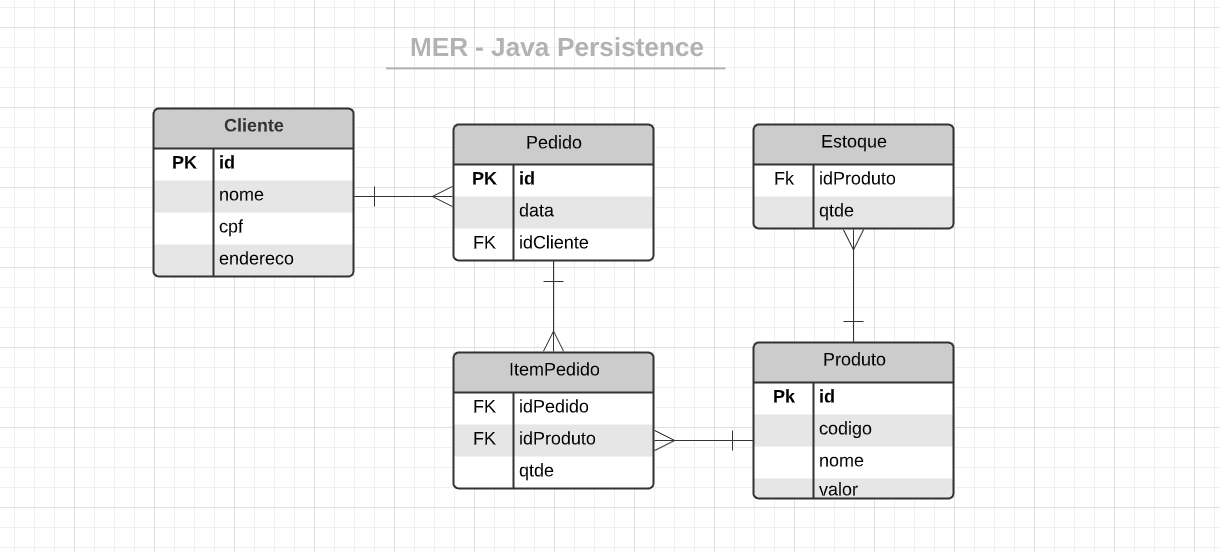 MER - Java Persistence
Cliente
PK id
nome
cpf
endereco
Pedido
PK id
data
FK idCliente
Estoque
Fk idProduto
qtde
ItemPedido
FK idPedido
FK idProduto
qtde
Produto
Pk id
codigo
nome
valor